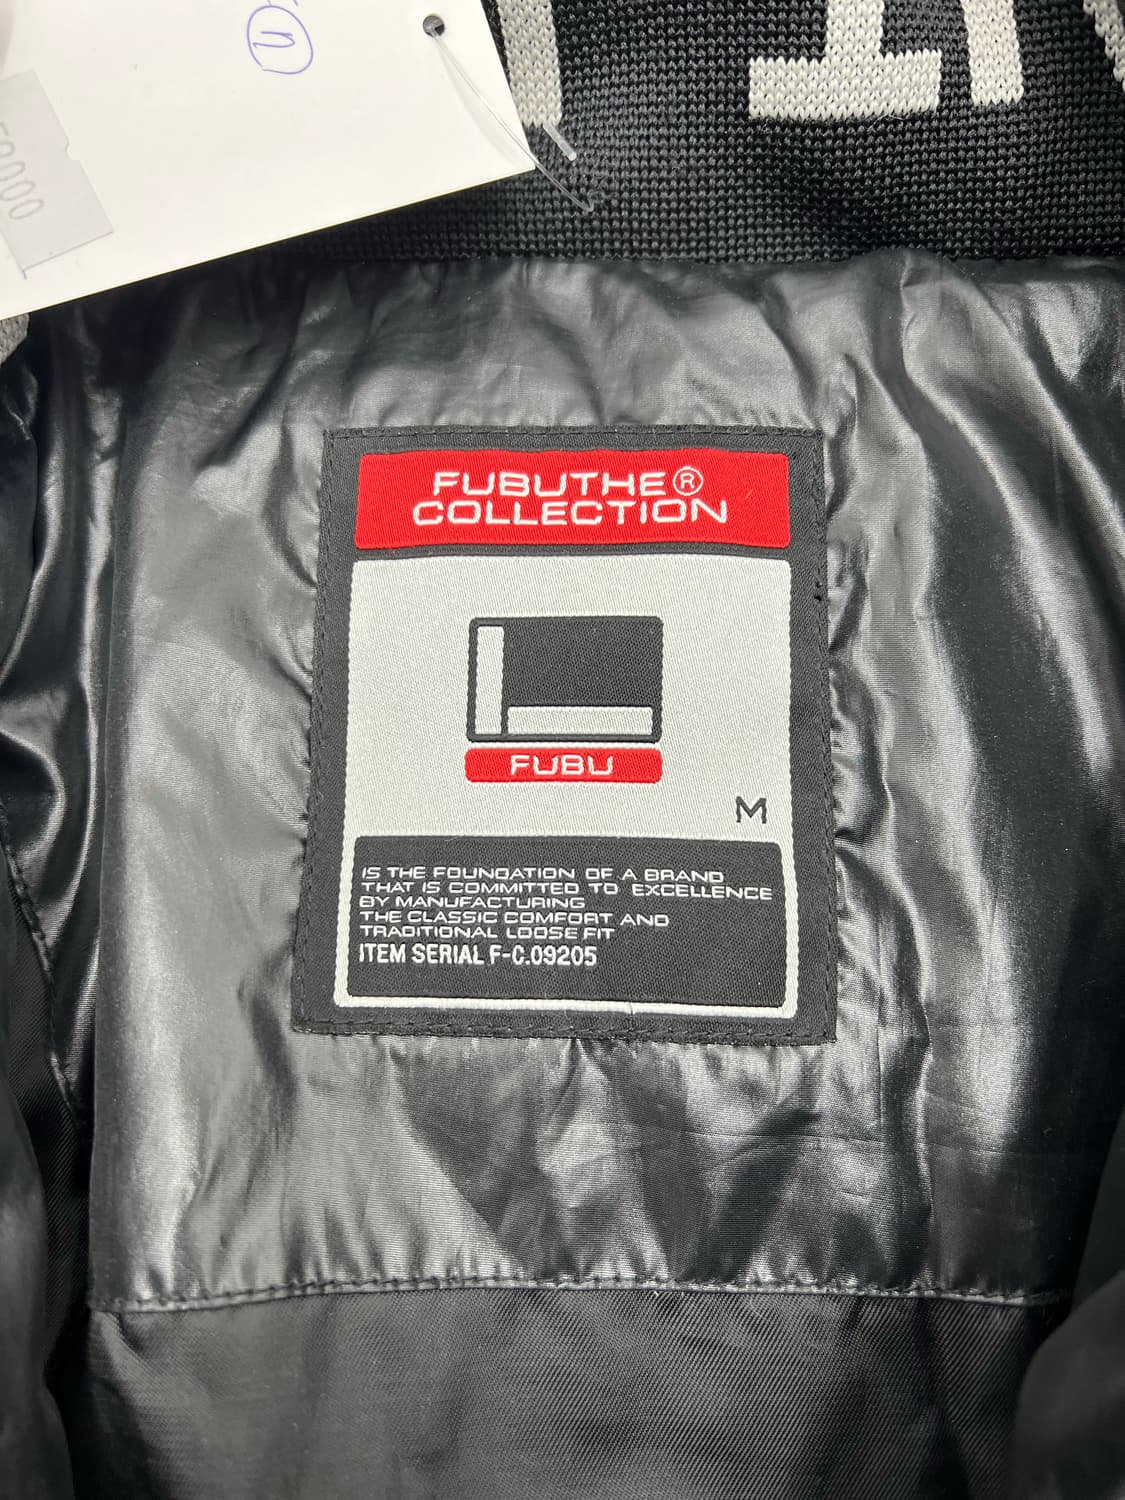 n
FUBUTHE®
COLLECTION
FUBU
M
IS THE FOUNDATION OF A BRAND
THAT IS COMMITTED TO EXCELLENCE
BY MANUFACTURING
THE CLASSIC COMFORT AND
TRADITIONAL LOOSE FIT
ITEM SERIAL F-C.09205